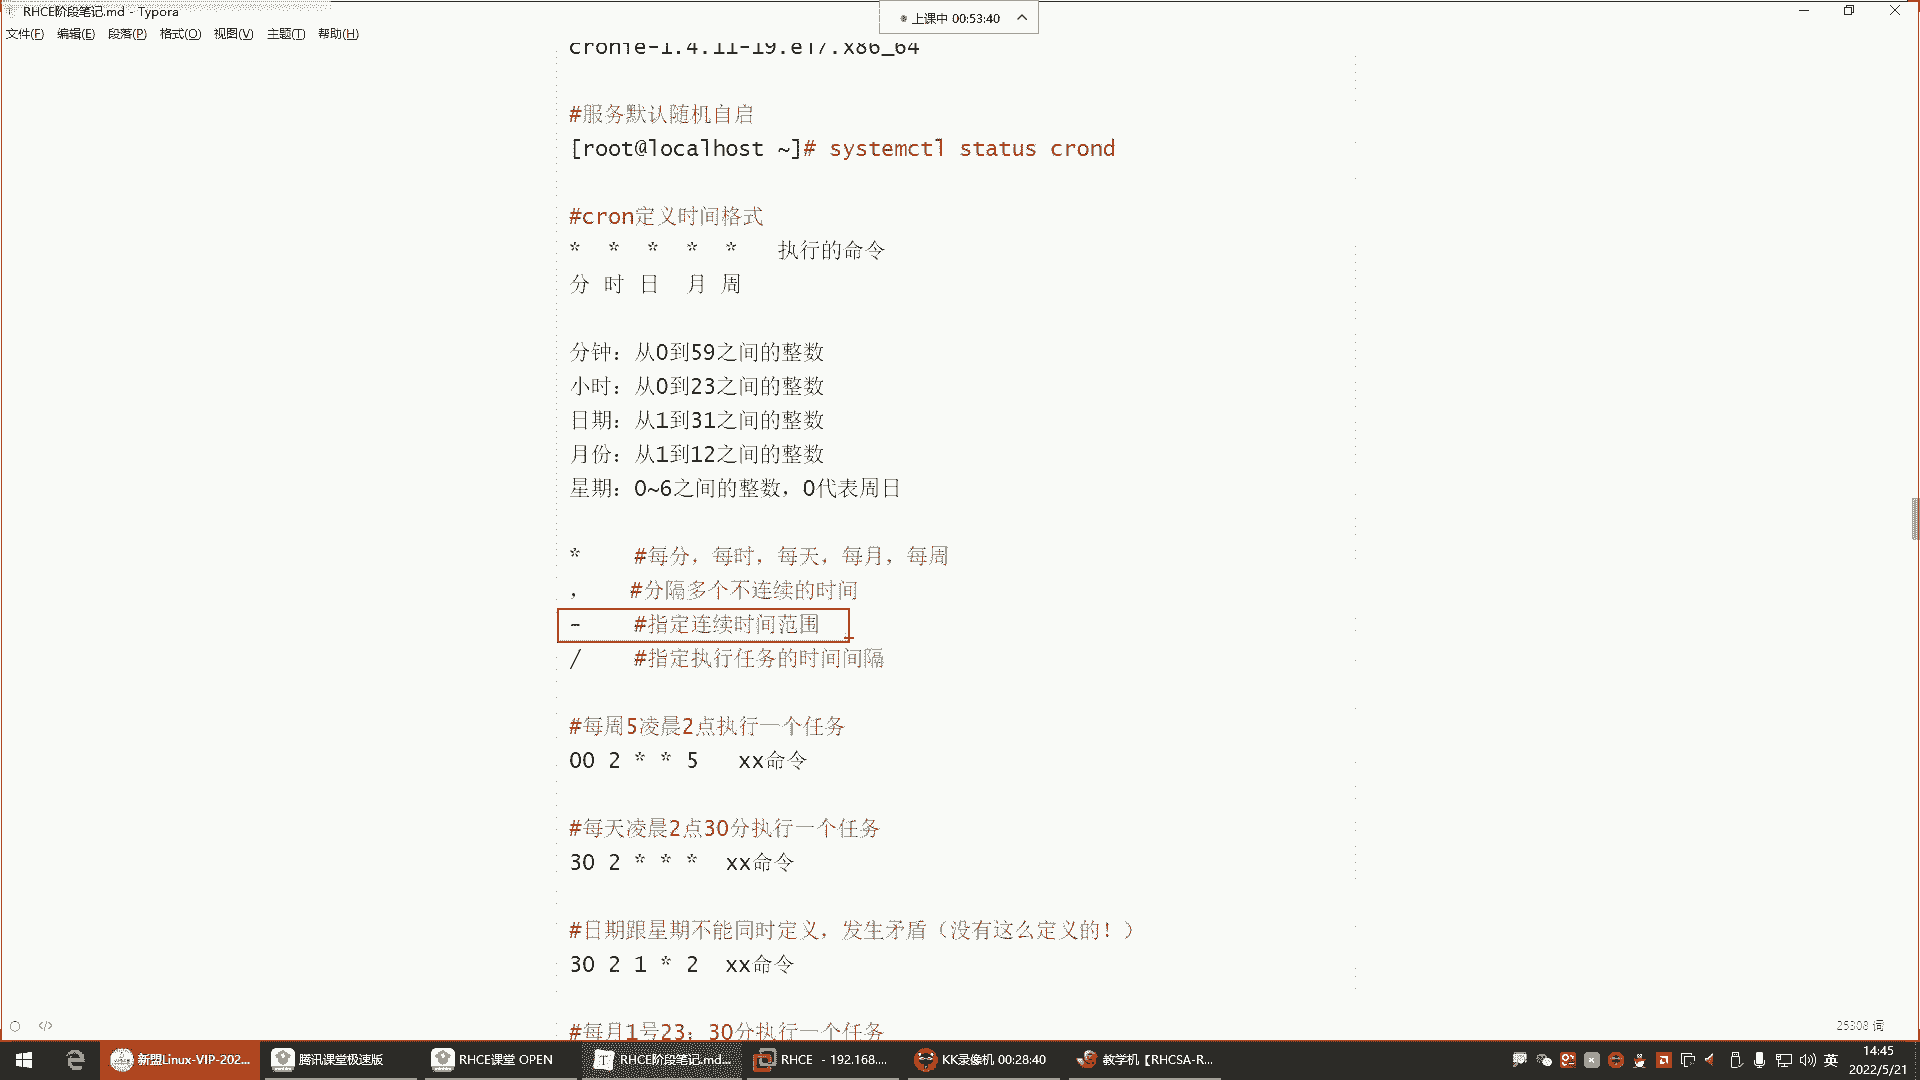 RHCE阶段笔记.md - Typora
上课中 00:53:40
文件(F) 编辑(E) 段落(P) 格式(O) 视图(V) 主题(T) 帮助(H)
cronie-1.4.11-19.el7.x86_64
#服务默认随机自启
[root@localhost ~]# systemctl status crond
#cron定义时间格式
* * * * * 执行的命令
分 时 日 月 周
分钟：从0到59之间的整数
小时：从0到23之间的整数
日期：从1到31之间的整数
月份：从1到12之间的整数
星期：0~6之间的整数，0代表周日
* #每分，每时，每天，每月，每周
, #分隔多个不连续的时间
- #指定连续时间范围
/ #指定执行任务的时间间隔
#每周5凌晨2点执行一个任务
00 2 * * 5 xx命令
#每天凌晨2点30分执行一个任务
30 2 * * * xx命令
#日期跟星期不能同时定义，发生矛盾（没有这么定义的！）
30 2 1 * 2 xx命令
#每月1号23：30分执行一个任务
25308 词
新盟Linux-VIP-202... 腾讯课堂极速版 RHCE课堂 OPEN RHCE阶段笔记.md... RHCE - 192.168.... KK录像机 00:28:40 教学机【RHCSA-R... 英 14:45
2022/5/21